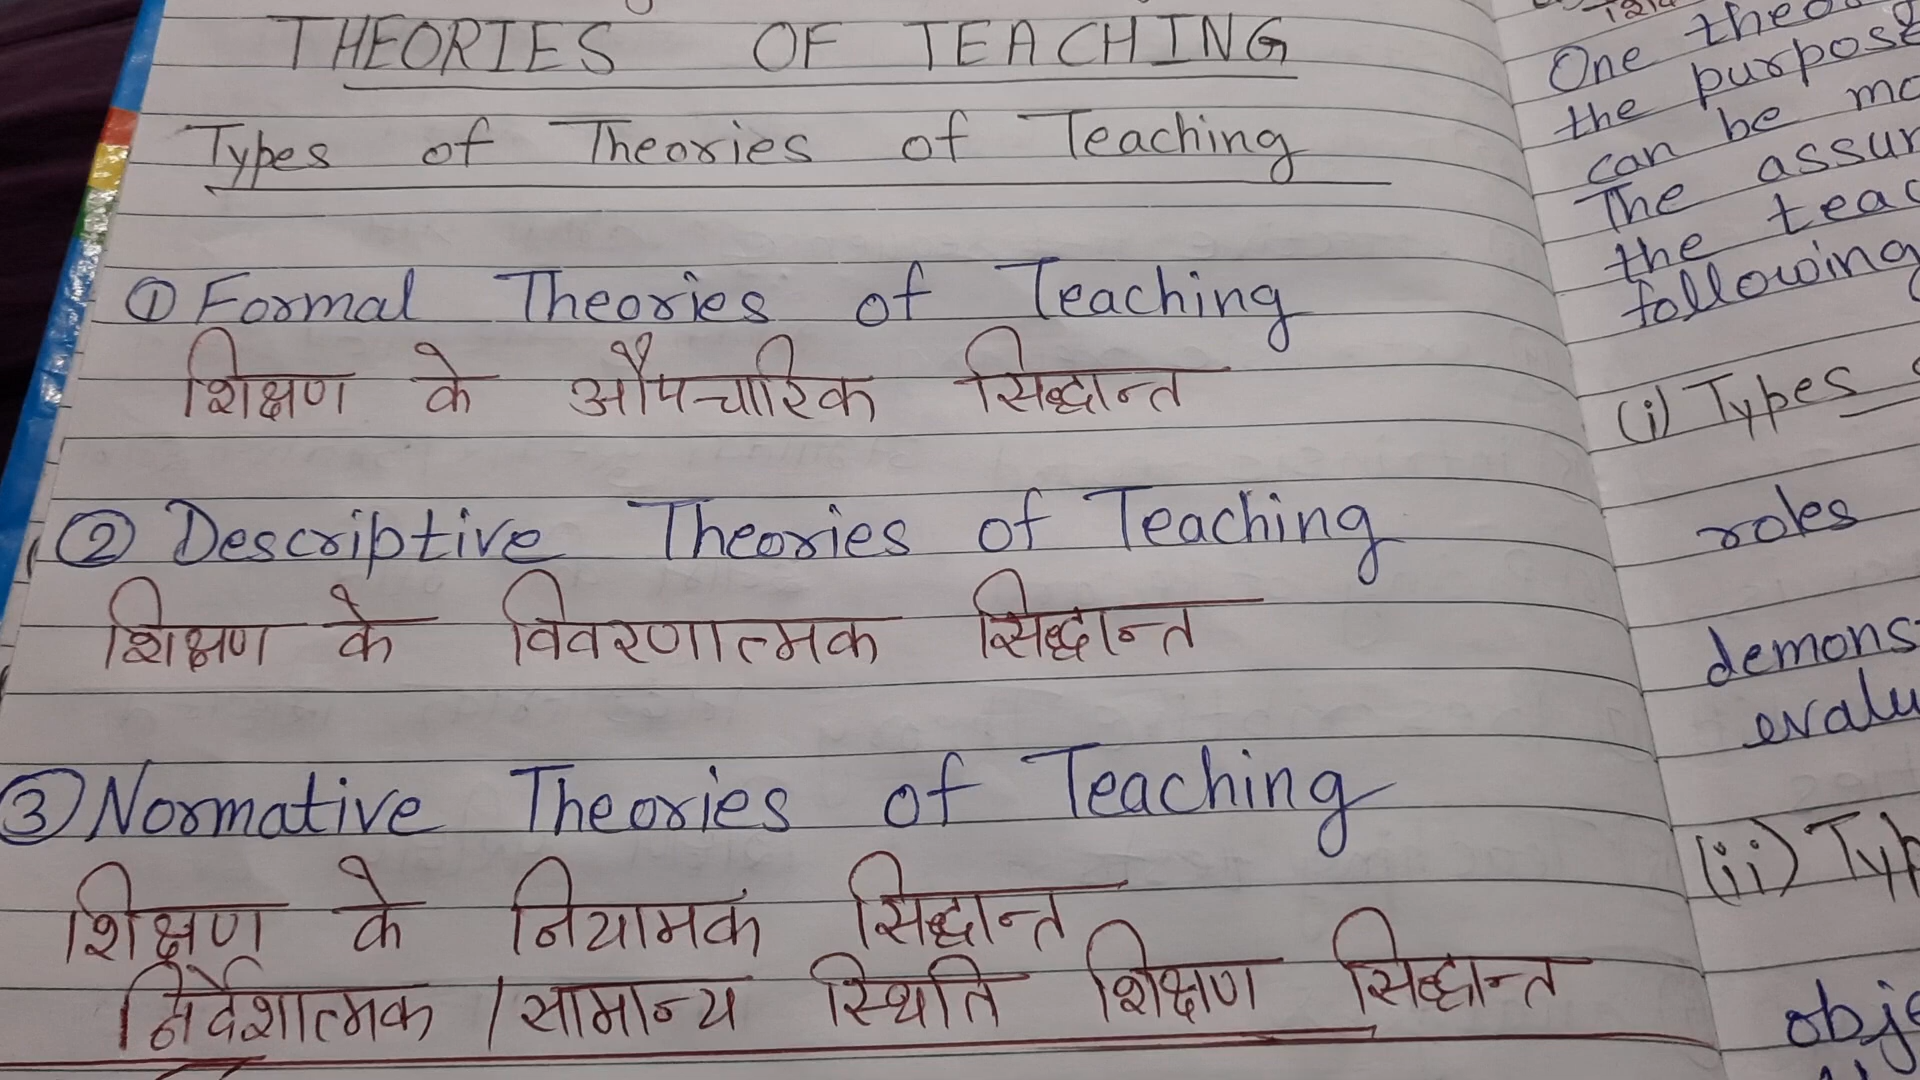 THEORIES OF TEACHING
Types of Theories of Teaching
① Formal Theories of Teaching
शिक्षण के औपचारिक सिद्धान्त
② Descriptive Theories of Teaching
शिक्षण के विवरणात्मक सिद्धान्त
③ Normative Theories of Teaching
शिक्षण के नियामक सिद्धान्त
निर्देशात्मक / सामान्य स्थिति शिक्षण सिद्धान्त
One
the purpose
can be
The
the
following
(i) Types
roles
(ii)